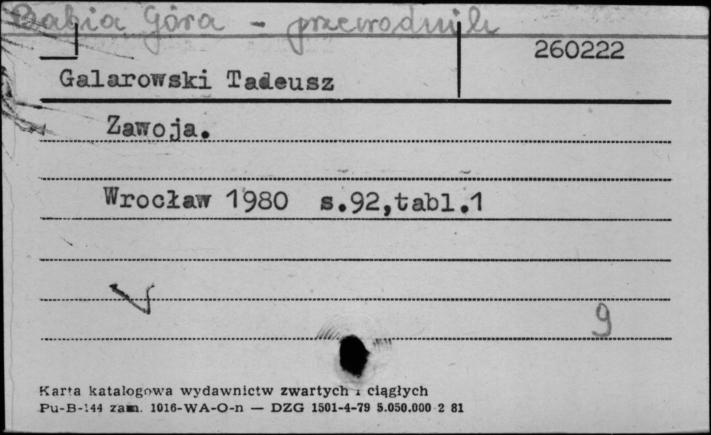 Babia Góra - przewodnik
260222
Galarowski Tadeusz
Zawoja.
Wrocław 1980 s.92,tabl.1
9
Karta katalogowa wydawnictw zwartych i ciągłych
Pu-B-144 zam. 1016-WA-O-n — DZG 1501-4-79 5.050.000 2 81